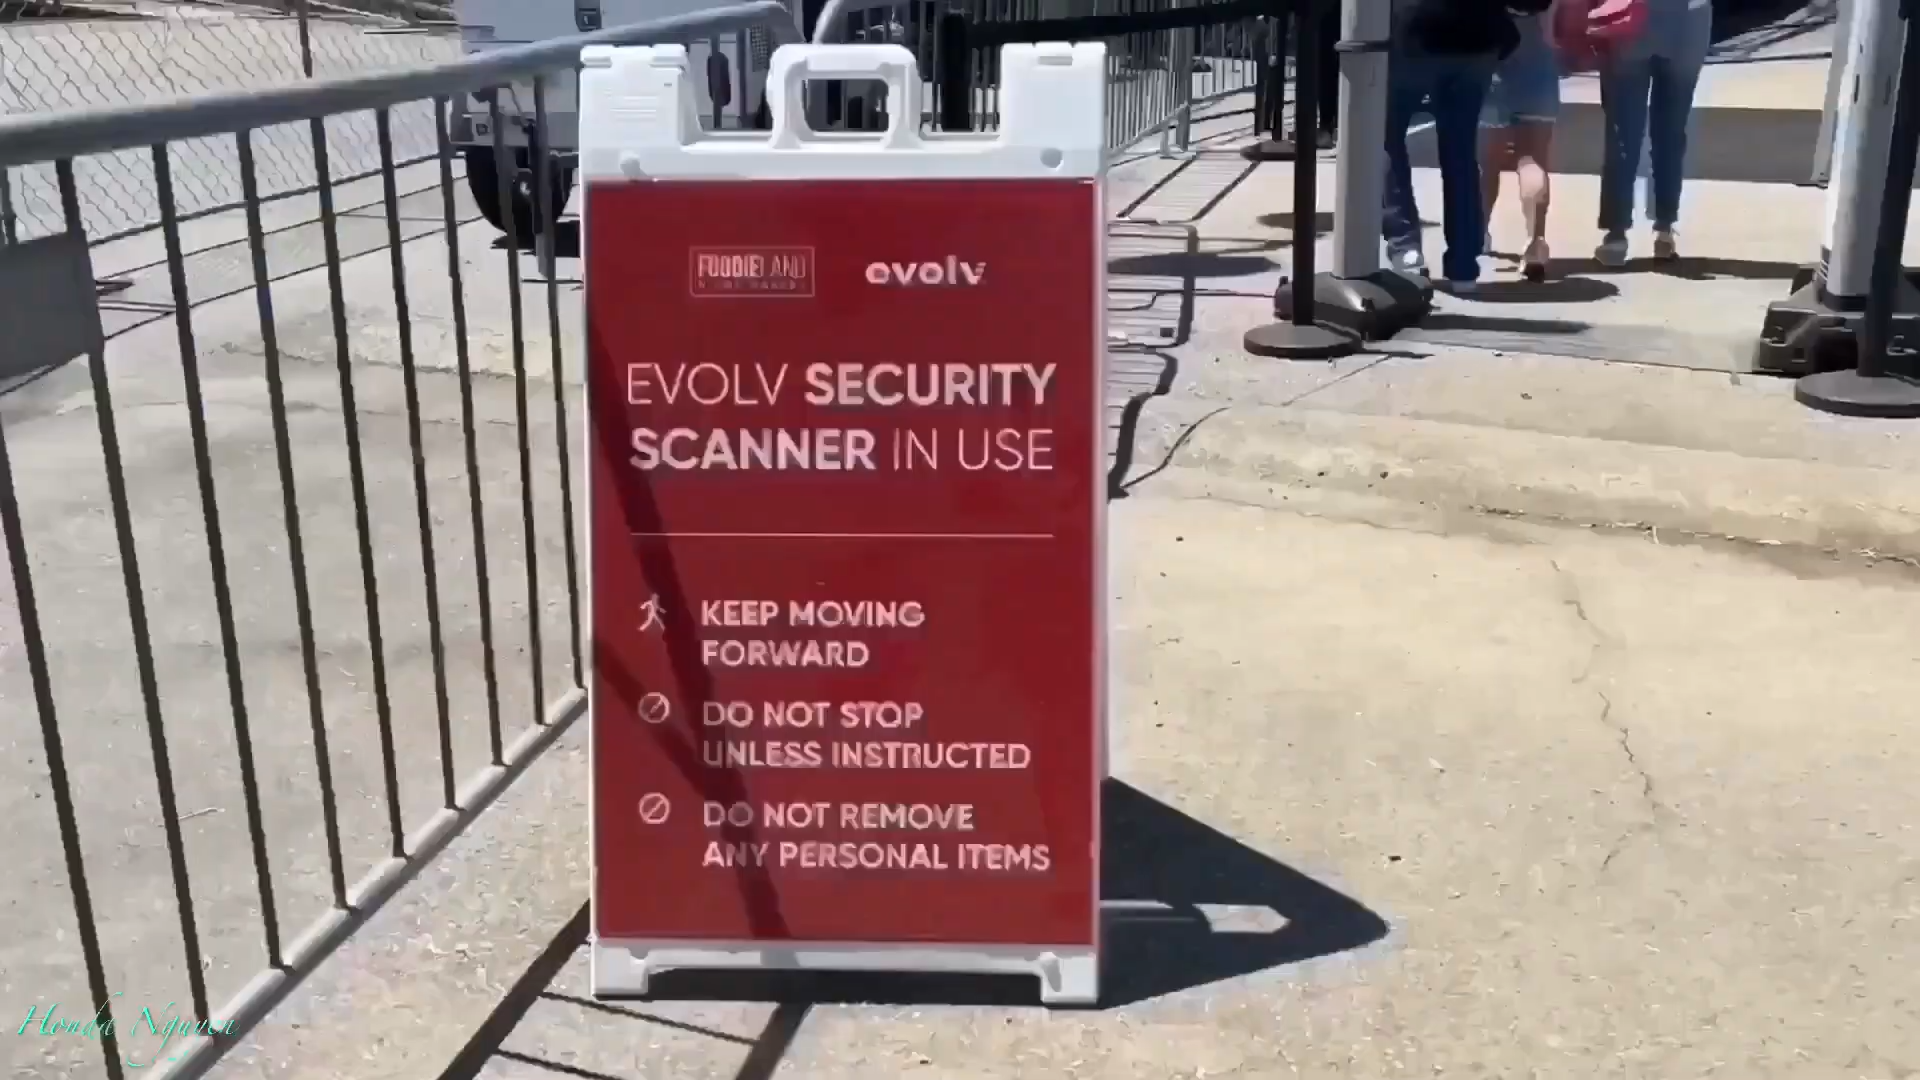 FOODIELAND
evolv
EVOLV SECURITY
SCANNER IN USE
KEEP MOVING
FORWARD
DO NOT STOP
UNLESS INSTRUCTED
DO NOT REMOVE
ANY PERSONAL ITEMS
Honda Nguyen